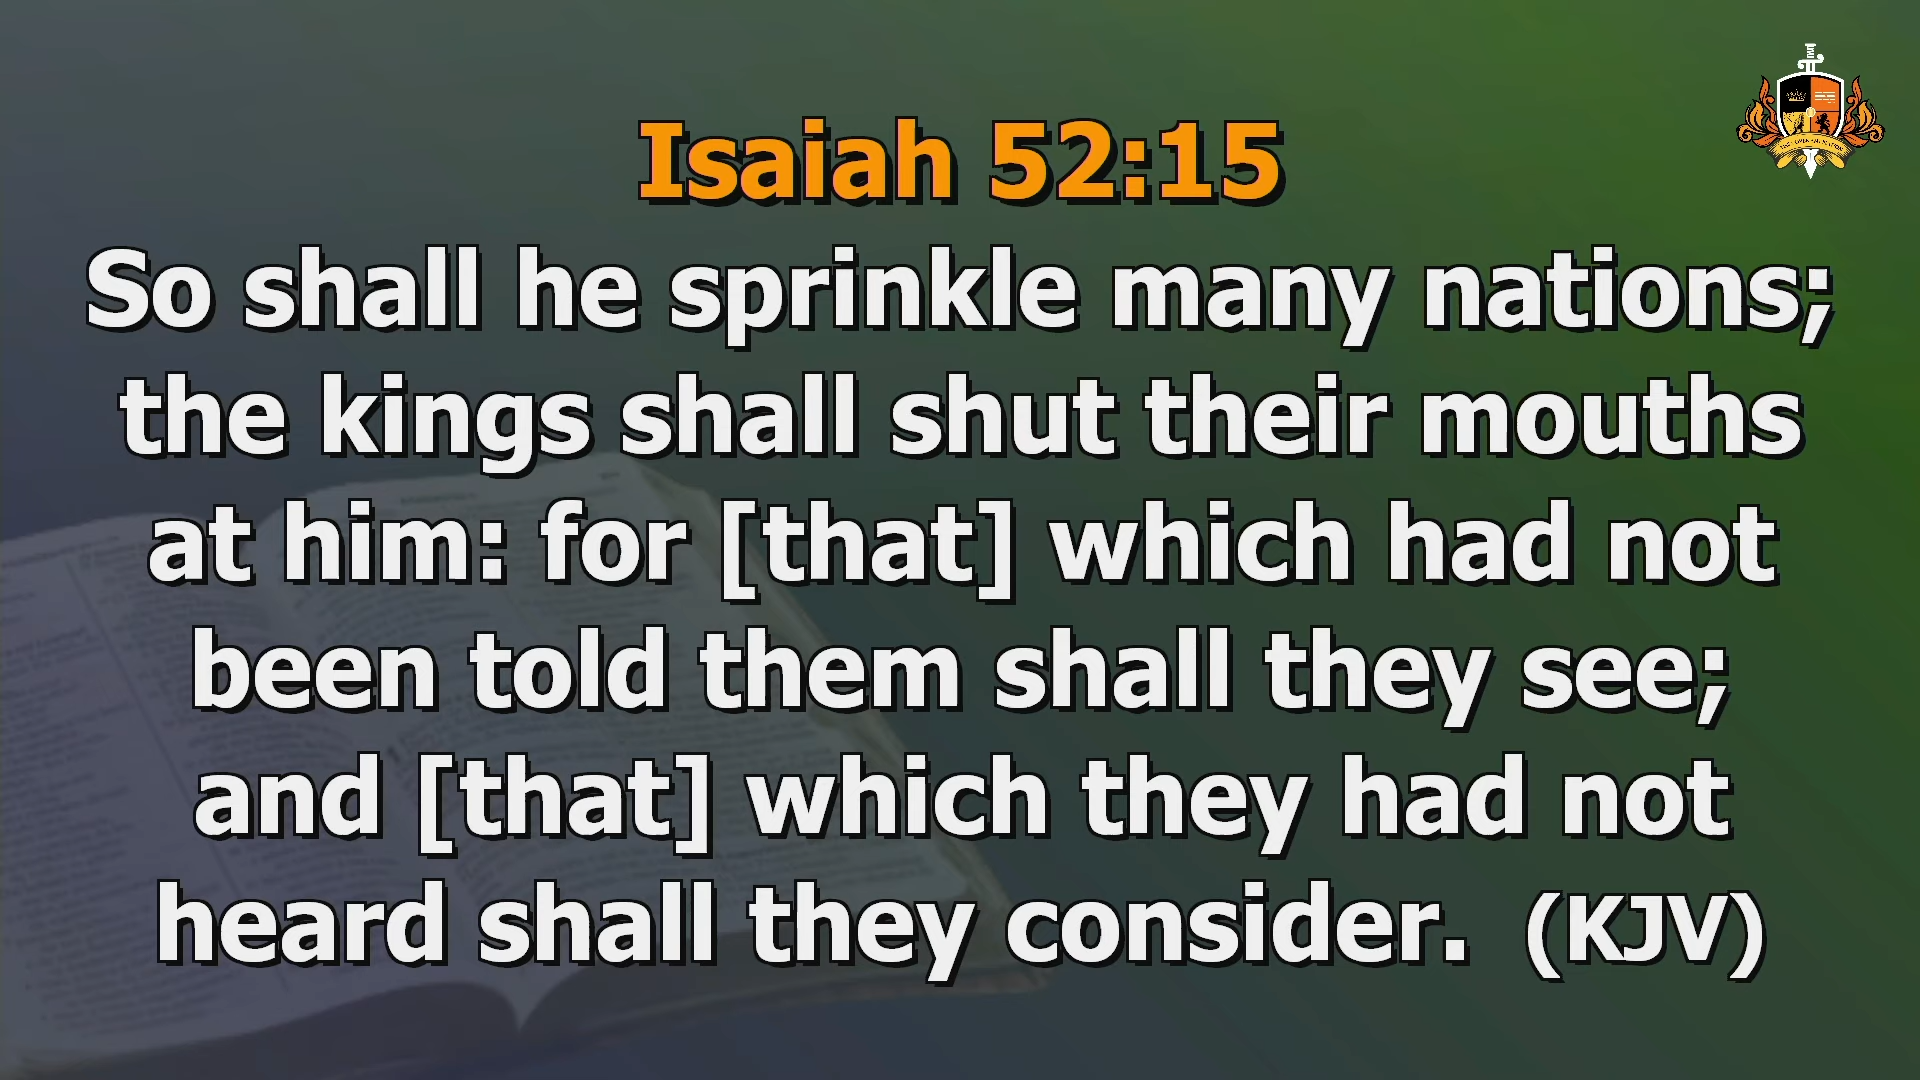 Isaiah 52:15
So shall he sprinkle many nations;
the kings shall shut their mouths
at him: for [that] which had not
been told them shall they see;
and [that] which they had not
heard shall they consider.  (KJV)